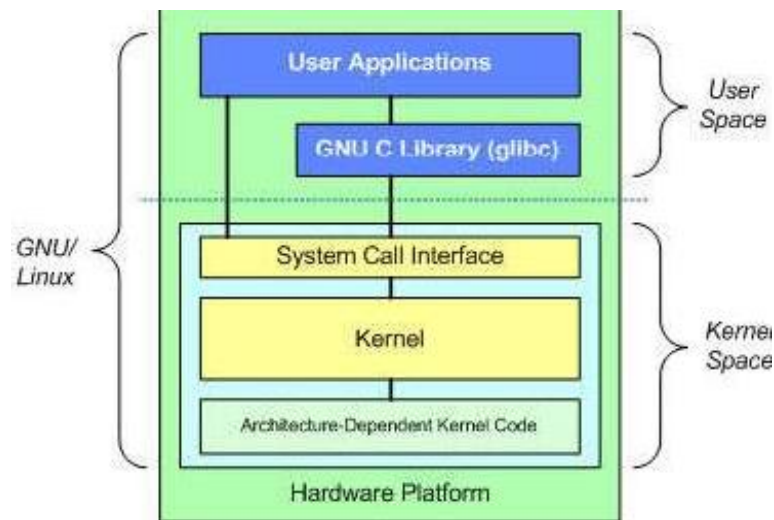 User Applications
GNU C Library (glibc)
User
Space
System Call Interface
GNU/
Linux
Kernel
Kernel
Space
Architecture-Dependent Kernel Code
Hardware Platform